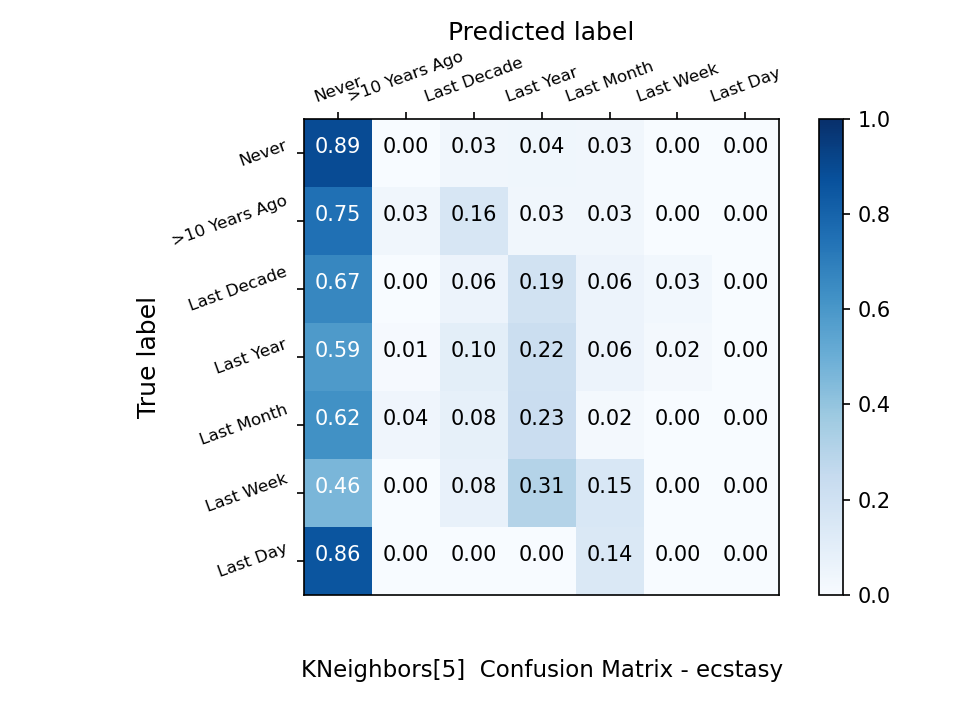 Predicted label
Never >10 Years Ago Last Decade Last Year Last Month Last Week Last Day
True label
Never 0.89 0.00 0.03 0.04 0.03 0.00 0.00
>10 Years Ago 0.75 0.03 0.16 0.03 0.03 0.00 0.00
Last Decade 0.67 0.00 0.06 0.19 0.06 0.03 0.00
Last Year 0.59 0.01 0.10 0.22 0.06 0.02 0.00
Last Month 0.62 0.04 0.08 0.23 0.02 0.00 0.00
Last Week 0.46 0.00 0.08 0.31 0.15 0.00 0.00
Last Day 0.86 0.00 0.00 0.00 0.14 0.00 0.00
1.0
0.8
0.6
0.4
0.2
0.0
KNeighbors[5]  Confusion Matrix - ecstasy